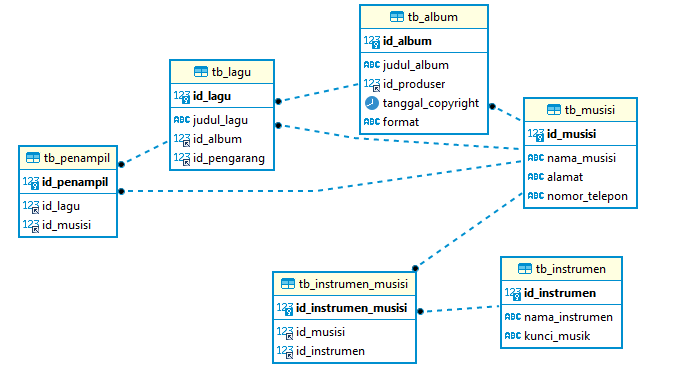 tb_album
id_album
judul_album
id_produser
tanggal_copyright
format
tb_lagu
id_lagu
judul_lagu
id_album
id_pengarang
tb_musisi
id_musisi
nama_musisi
alamat
nomor_telepon
tb_penampil
id_penampil
id_lagu
id_musisi
tb_instrumen_musisi
id_instrumen_musisi
id_musisi
id_instrumen
tb_instrumen
id_instrumen
nama_instrumen
kunci_musik